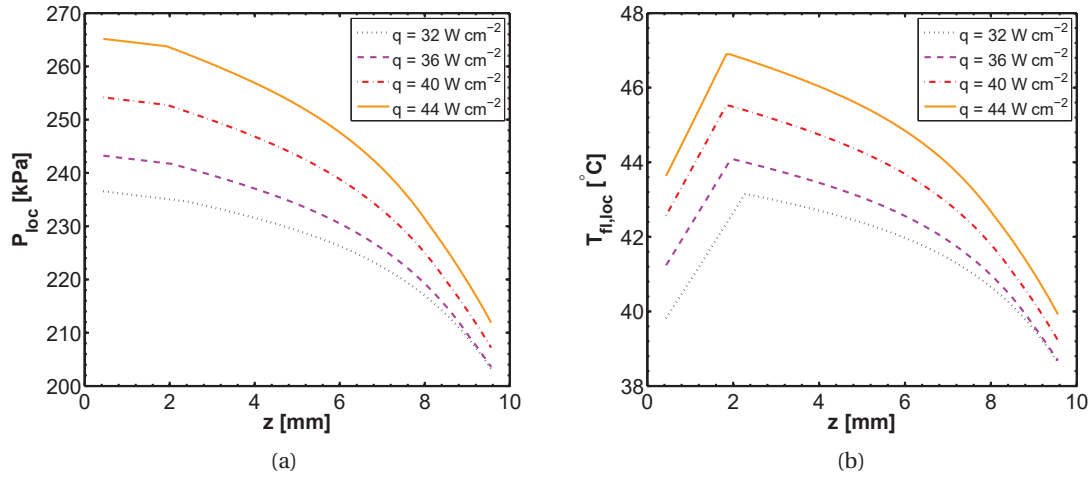 270
260
250
240
230
220
210
200
P_loc [kPa]
0 2 4 6 8 10
z [mm]
q = 32 W cm⁻²
q = 36 W cm⁻²
q = 40 W cm⁻²
q = 44 W cm⁻²
(a)
48
46
44
42
40
38
T_fl,loc [°C]
0 2 4 6 8 10
z [mm]
q = 32 W cm⁻²
q = 36 W cm⁻²
q = 40 W cm⁻²
q = 44 W cm⁻²
(b)